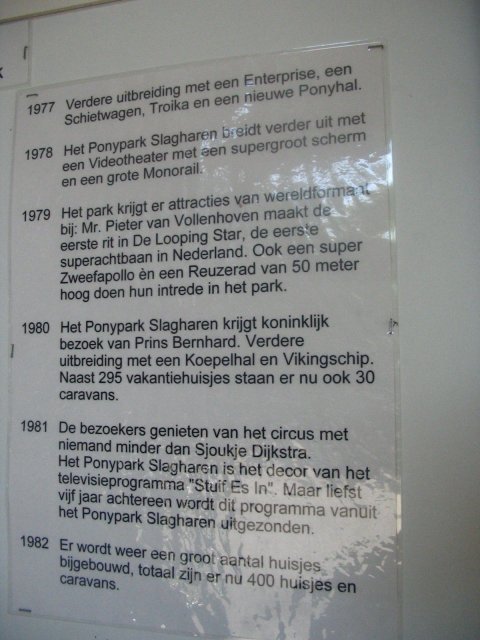 K
1977 Verdere uitbreiding met een Enterprise, een
Schietwagen, Troika en een nieuwe Ponyhal.
1978 Het Ponypark Slagharen breidt verder uit met
een Videotheater met een supergroot scherm
en een grote Monorail.
1979 Het park krijgt er attracties van wereldformaat
bij: Mr. Pieter van Vollenhoven maakt de
eerste rit in De Looping Star, de eerste
superachtbaan in Nederland. Ook een super
Zweefapollo èn een Reuzerad van 50 meter
hoog doen hun intrede in het park.
1980 Het Ponypark Slagharen krijgt koninklijk
bezoek van Prins Bernhard. Verdere
uitbreiding met een Koepelhal en Vikingschip.
Naast 295 vakantiehuisjes staan er nu ook 30
caravans.
1981 De bezoekers genieten van het circus met
niemand minder dan Sjoukje Dijkstra.
Het Ponypark Slagharen is het decor van het
televisieprogramma "Stuif Es In". Maar liefst
vijf jaar achtereen wordt dit programma vanuit
het Ponypark Slagharen uitgezonden.
1982 Er wordt weer een groot aantal huisjes
bijgebouwd, totaal zijn er nu 400 huisjes en
caravans.